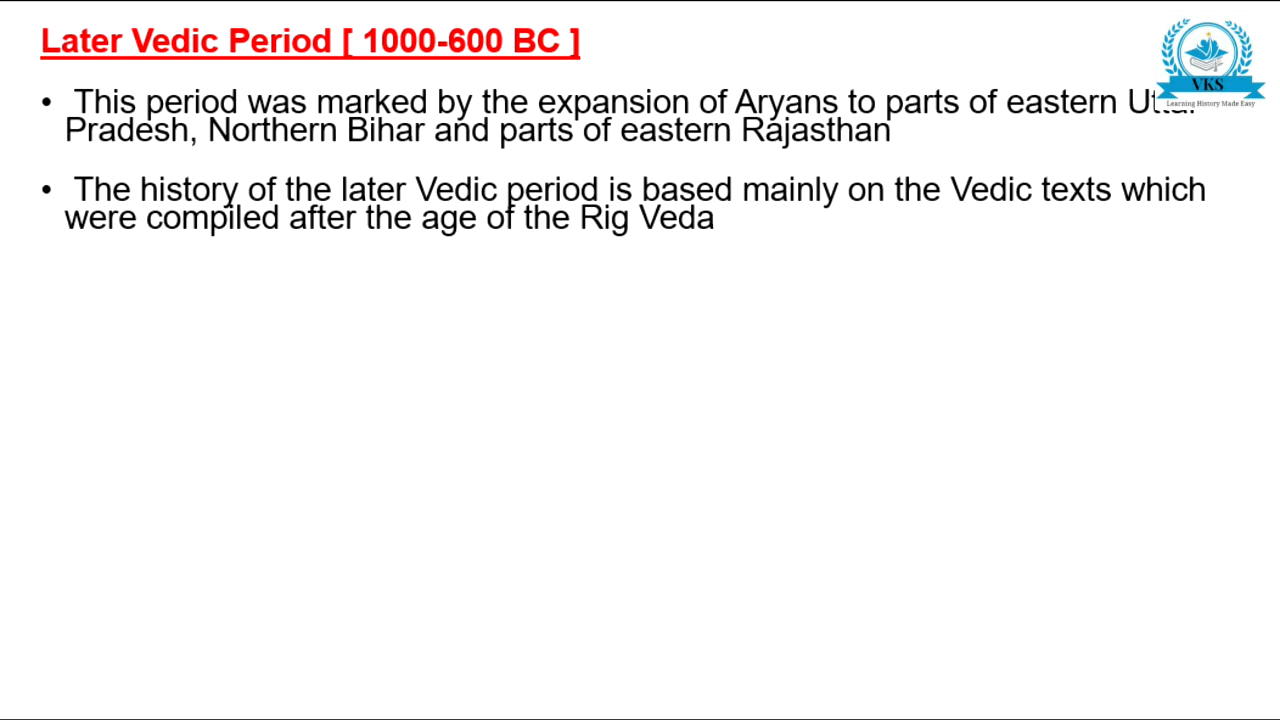 Later Vedic Period [ 1000-600 BC ]
• This period was marked by the expansion of Aryans to parts of eastern Uttar
Pradesh, Northern Bihar and parts of eastern Rajasthan
• The history of the later Vedic period is based mainly on the Vedic texts which
were compiled after the age of the Rig Veda
VKS
Learning History Made Easy